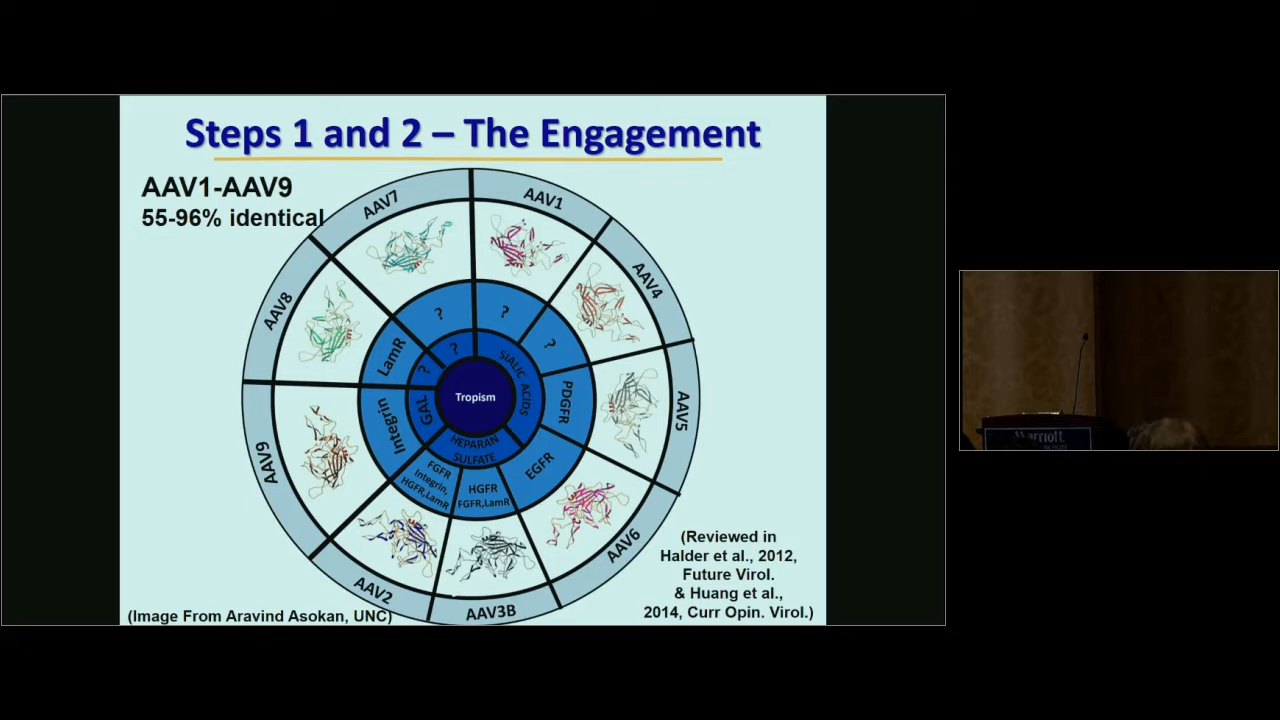 Steps 1 and 2 – The Engagement
AAV1-AAV9
55-96% identical
AAV7
AAV1
AAV8
AAV4
?
?
LamR
?
?
?
SIALIC ACIDS
Tropism
PDGFR
AAV5
Integrin
GAL
HEPARAN
SULFATE
AAV9
FGFR
Integrin,
HGFR,LamR
HGFR
FGFR,LamR
EGFR
AAV2
AAV3B
AAV6
(Reviewed in
Halder et al., 2012,
Future Virol.
& Huang et al.,
2014, Curr Opin. Virol.)
(Image From Aravind Asokan, UNC)
Marriott